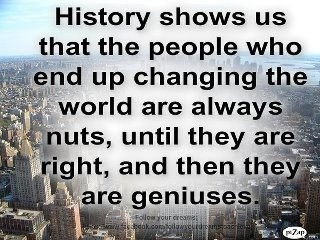 History shows us
that the people who
end up changing the
world are always
nuts, until they are
right, and then they
are geniuses.
Follow your dreams!
piZap